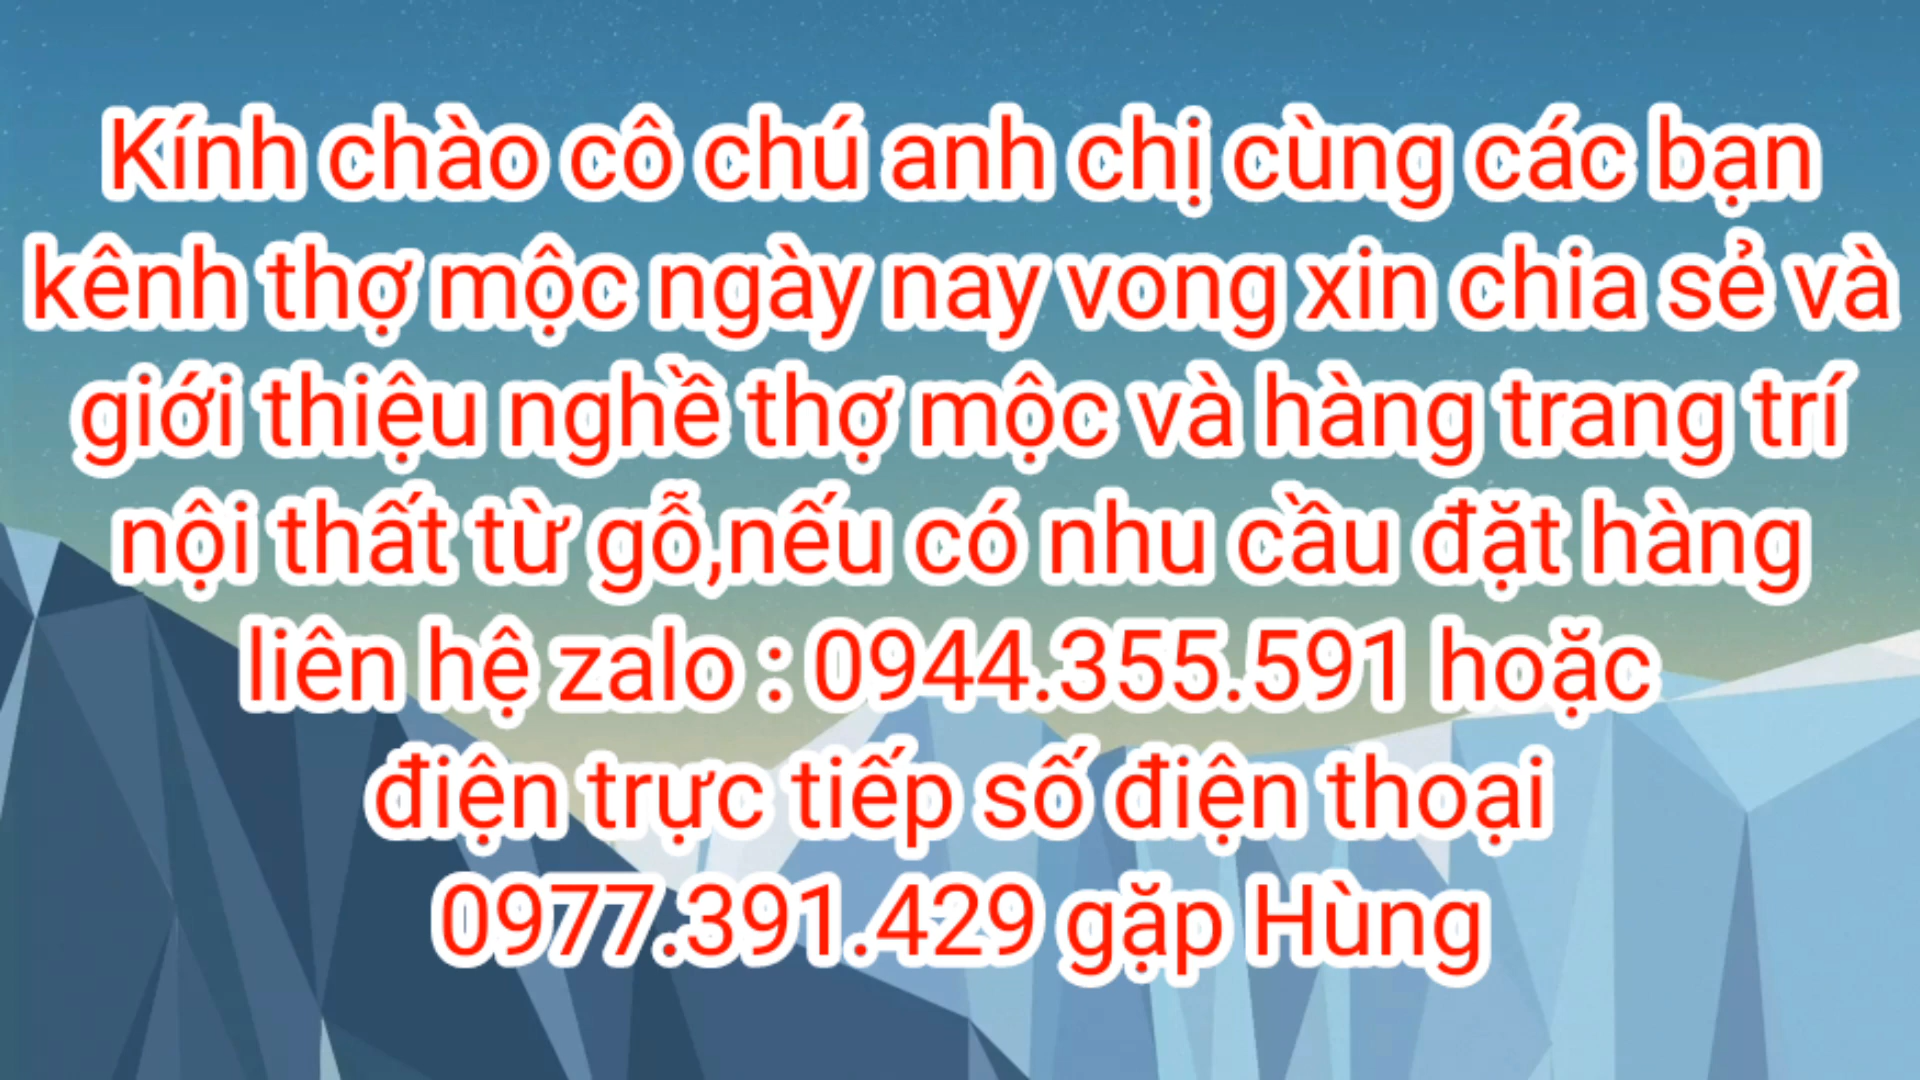 Kính chào cô chú anh chị cùng các bạn
kênh thợ mộc ngày nay vong xin chia sẻ và
giới thiệu nghề thợ mộc và hàng trang trí
nội thất từ gỗ,nếu có nhu cầu đặt hàng
liên hệ zalo : 0944.355.591 hoặc
điện trực tiếp số điện thoại
0977.391.429 gặp Hùng